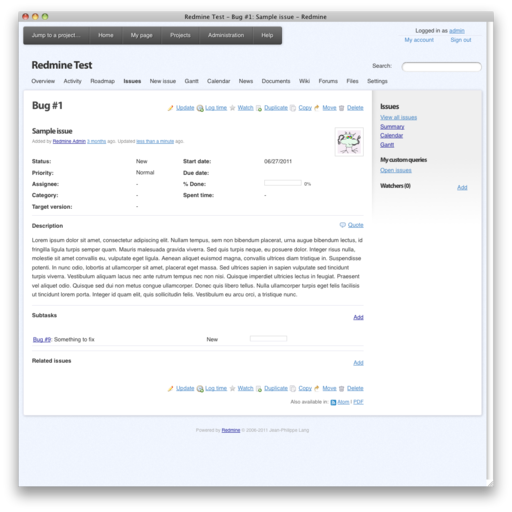 Redmine Test – Bug #1: Sample issue – Redmine
Jump to a project... Home My page Projects Administration Help
Logged in as admin
My account Sign out
Redmine Test
Search:
Overview Activity Roadmap Issues New issue Gantt Calendar News Documents Wiki Forums Files Settings
Bug #1
Update Log time Watch Duplicate Copy Move Delete
Sample issue
Added by Redmine Admin 3 months ago. Updated less than a minute ago.
Status: New Start date: 06/27/2011
Priority: Normal Due date:
Assignee: - % Done: 0%
Category: - Spent time: -
Target version: -
Description Quote
Lorem ipsum dolor sit amet, consectetur adipiscing elit. Nullam tempus, sem non bibendum placerat, urna augue bibendum lectus, id
fringilla ligula turpis semper quam. Mauris malesuada gravida viverra. Sed quis turpis neque, eu posuere dolor. Integer risus nulla,
molestie sit amet convallis eu, vulputate eget ligula. Aenean aliquet euismod magna, convallis ultrices diam tristique in. Suspendisse
potenti. In nunc odio, lobortis at ullamcorper sit amet, placerat eget massa. Sed ultrices sapien in sapien vulputate sed tincidunt
turpis viverra. Vestibulum aliquam lacus nec ante rutrum tempus nec non nisi. Quisque imperdiet ultricies lectus in feugiat. Praesent
vel aliquet odio. Quisque sed dui non metus congue ullamcorper. Donec quis libero tellus. Nulla ullamcorper turpis eget felis facilisis
ut tincidunt lorem porta. Integer id quam elit, quis sollicitudin felis. Vestibulum eu arcu orci, a tristique nunc.
Subtasks Add
Bug #9: Something to fix New
Related issues Add
Update Log time Watch Duplicate Copy Move Delete
Also available in: Atom | PDF
Issues
View all issues
Summary
Calendar
Gantt
My custom queries
Open issues
Watchers (0) Add
Powered by Redmine © 2006-2011 Jean-Philippe Lang